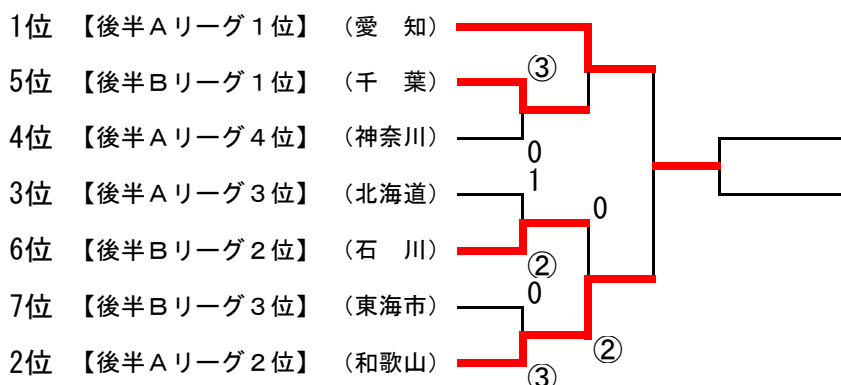 1位 【後半Aリーグ1位】 (愛 知)
③
5位 【後半Bリーグ1位】 (千 葉)
4位 【後半Aリーグ4位】 (神奈川)
0
1
3位 【後半Aリーグ3位】 (北海道)
0
6位 【後半Bリーグ2位】 (石 川)
②
0
7位 【後半Bリーグ3位】 (東海市)
②
2位 【後半Aリーグ2位】 (和歌山)
③